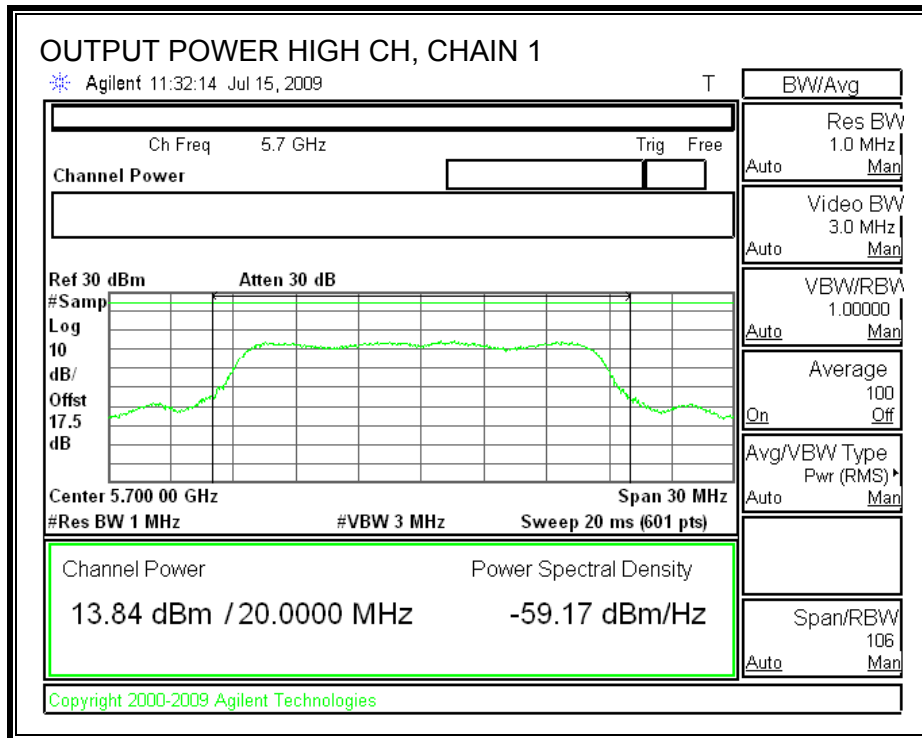 OUTPUT POWER HIGH CH, CHAIN 1
Agilent 11:32:14 Jul 15, 2009 T
BW/Avg
Ch Freq 5.7 GHz Trig Free
Channel Power
Res BW
1.0 MHz
Auto Man
Video BW
3.0 MHz
Auto Man
Ref 30 dBm Atten 30 dB
#Samp
Log
10
dB/
Offst
17.5
dB
VBW/RBW
1.00000
Auto Man
Average
100
On Off
Avg/VBW Type
Pwr (RMS)
Auto Man
Center 5.700 00 GHz Span 30 MHz
#Res BW 1 MHz #VBW 3 MHz Sweep 20 ms (601 pts)
Channel Power Power Spectral Density
13.84 dBm / 20.0000 MHz -59.17 dBm/Hz
Span/RBW
106
Auto Man
Copyright 2000-2009 Agilent Technologies